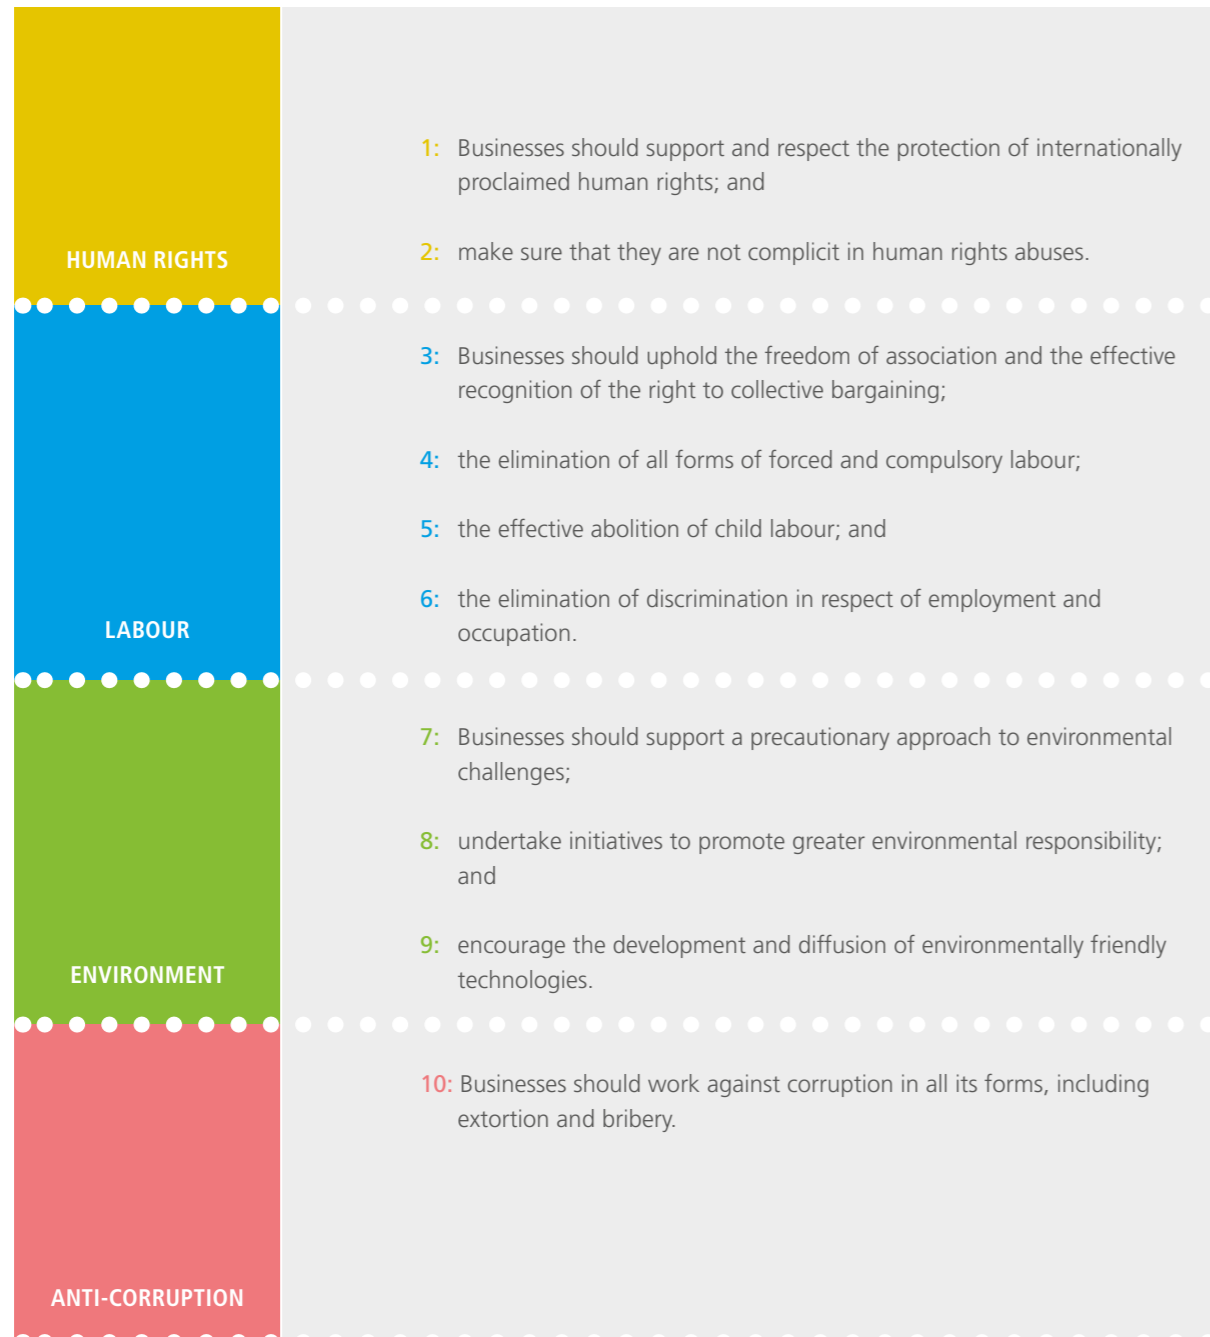 1: Businesses should support and respect the protection of internationally
proclaimed human rights; and
HUMAN RIGHTS
2: make sure that they are not complicit in human rights abuses.
3: Businesses should uphold the freedom of association and the effective
recognition of the right to collective bargaining;
4: the elimination of all forms of forced and compulsory labour;
5: the effective abolition of child labour; and
6: the elimination of discrimination in respect of employment and
occupation.
LABOUR
7: Businesses should support a precautionary approach to environmental
challenges;
8: undertake initiatives to promote greater environmental responsibility;
and
9: encourage the development and diffusion of environmentally friendly
technologies.
ENVIRONMENT
10: Businesses should work against corruption in all its forms, including
extortion and bribery.
ANTI-CORRUPTION